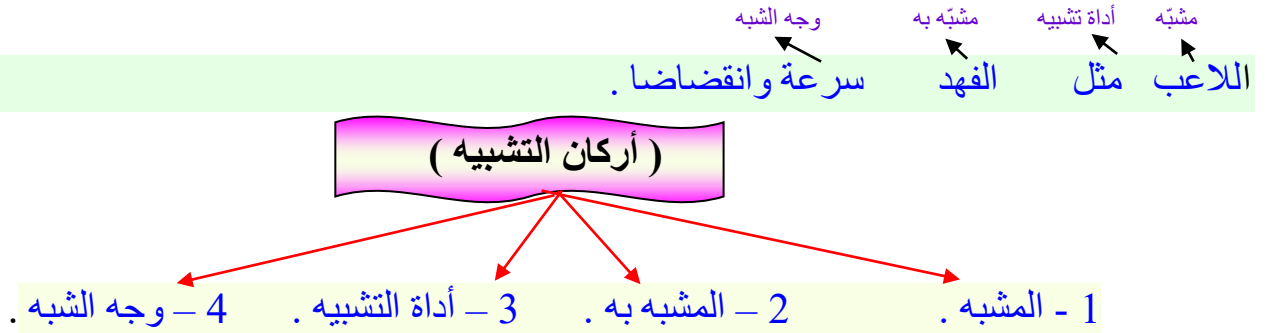 مشبّه أداة تشبيه مشبّه به وجه الشبه
اللاعب مثل الفهد سرعة وانقضاضا .
( أركان التشبيه )
1 - المشبه . 2 – المشبه به . 3 – أداة التشبيه . 4 – وجه الشبه .